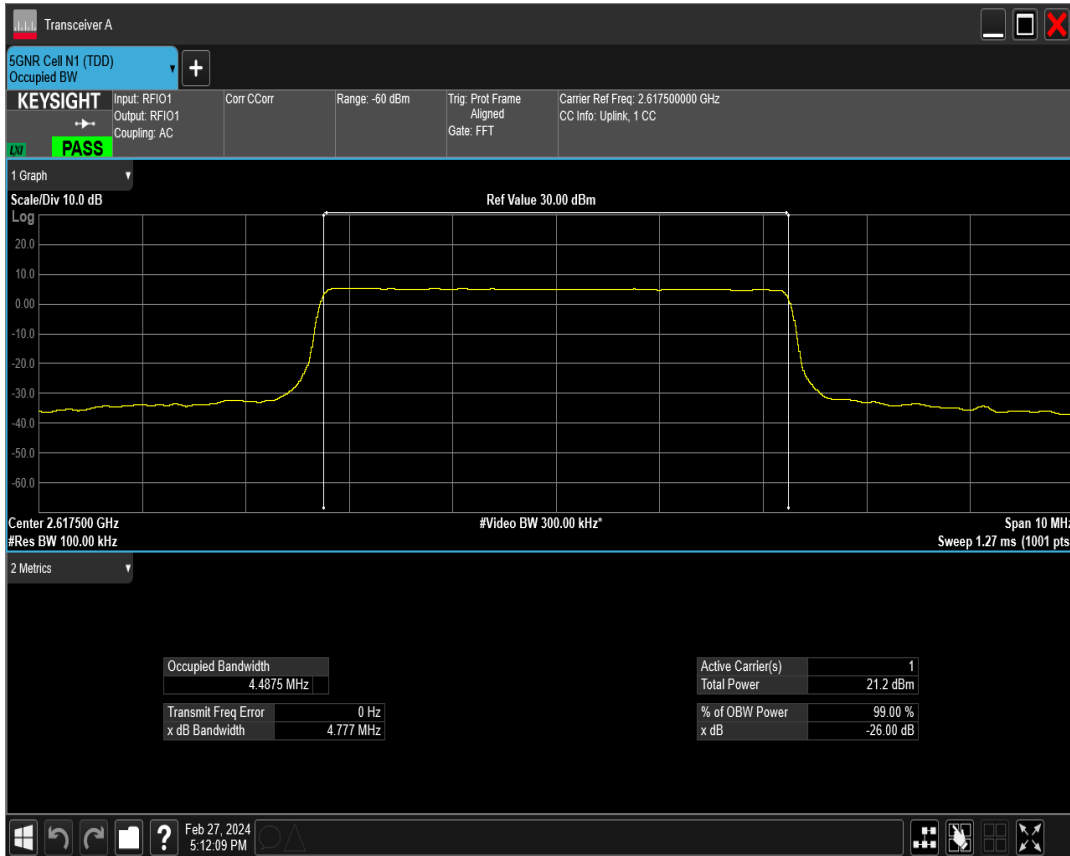 Transceiver A
5GNR Cell N1 (TDD)
Occupied BW
+
KEYSIGHT
LXI
PASS
Input: RFIO1
Output: RFIO1
Coupling: AC
Corr CCorr
Range: -60 dBm
Trig: Prot Frame
Aligned
Gate: FFT
Carrier Ref Freq: 2.617500000 GHz
CC Info: Uplink, 1 CC
1 Graph
Scale/Div 10.0 dB
Ref Value 30.00 dBm
Log
20.0
10.0
0.00
-10.0
-20.0
-30.0
-40.0
-50.0
-60.0
Center 2.617500 GHz
#Video BW 300.00 kHz*
Span 10 MHz
#Res BW 100.00 kHz
Sweep 1.27 ms (1001 pts
2 Metrics
Occupied Bandwidth
4.4875 MHz
Transmit Freq Error 0 Hz
x dB Bandwidth 4.777 MHz
Active Carrier(s) 1
Total Power 21.2 dBm
% of OBW Power 99.00 %
x dB -26.00 dB
?
Feb 27, 2024
5:12:09 PM